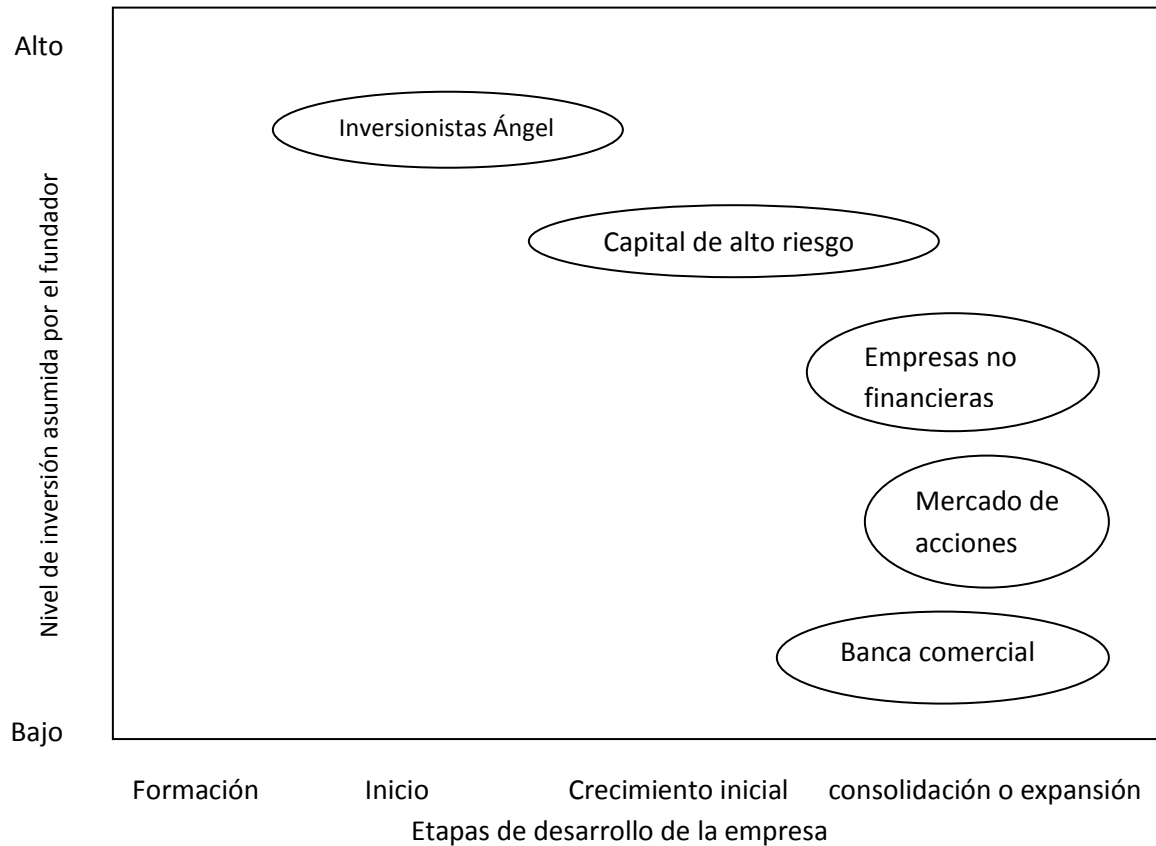 Alto
Inversionistas Ángel
Capital de alto riesgo
Nivel de inversión asumida por el fundador
Empresas no
financieras
Mercado de
acciones
Banca comercial
Bajo
Formación Inicio Crecimiento inicial consolidación o expansión
Etapas de desarrollo de la empresa